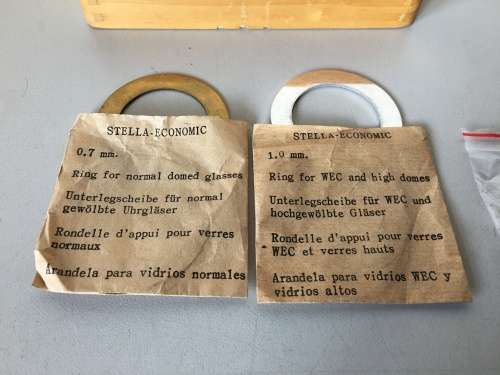 STELLA-ECONOMIC
0.7 mm.
Ring for normal domed glasses
Unterlegscheibe für normal
gewölbte Uhrgläser
Rondelle d'appui pour verres
normaux
Arandela para vidrios normales
STELLA-ECONOMIC
1.0 mm.
Ring for WEC and high domes
Unterlegscheibe für WEC und
hochgewölbte Gläser
Rondelle d'appui pour verres
WEC et verres hauts
Arandela para vidrios WEC y
vidrios altos